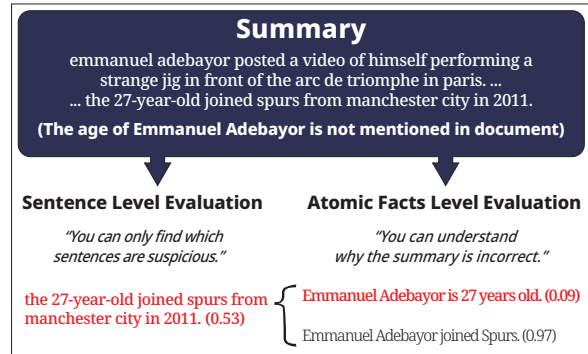 Summary
emmanuel adebayor posted a video of himself performing a
strange jig in front of the arc de triomphe in paris. ...
... the 27-year-old joined spurs from manchester city in 2011.
(The age of Emmanuel Adebayor is not mentioned in document)
Sentence Level Evaluation
"You can only find which
sentences are suspicious."
the 27-year-old joined spurs from
manchester city in 2011. (0.53)
Atomic Facts Level Evaluation
"You can understand
why the summary is incorrect."
Emmanuel Adebayor is 27 years old. (0.09)
Emmanuel Adebayor joined Spurs. (0.97)